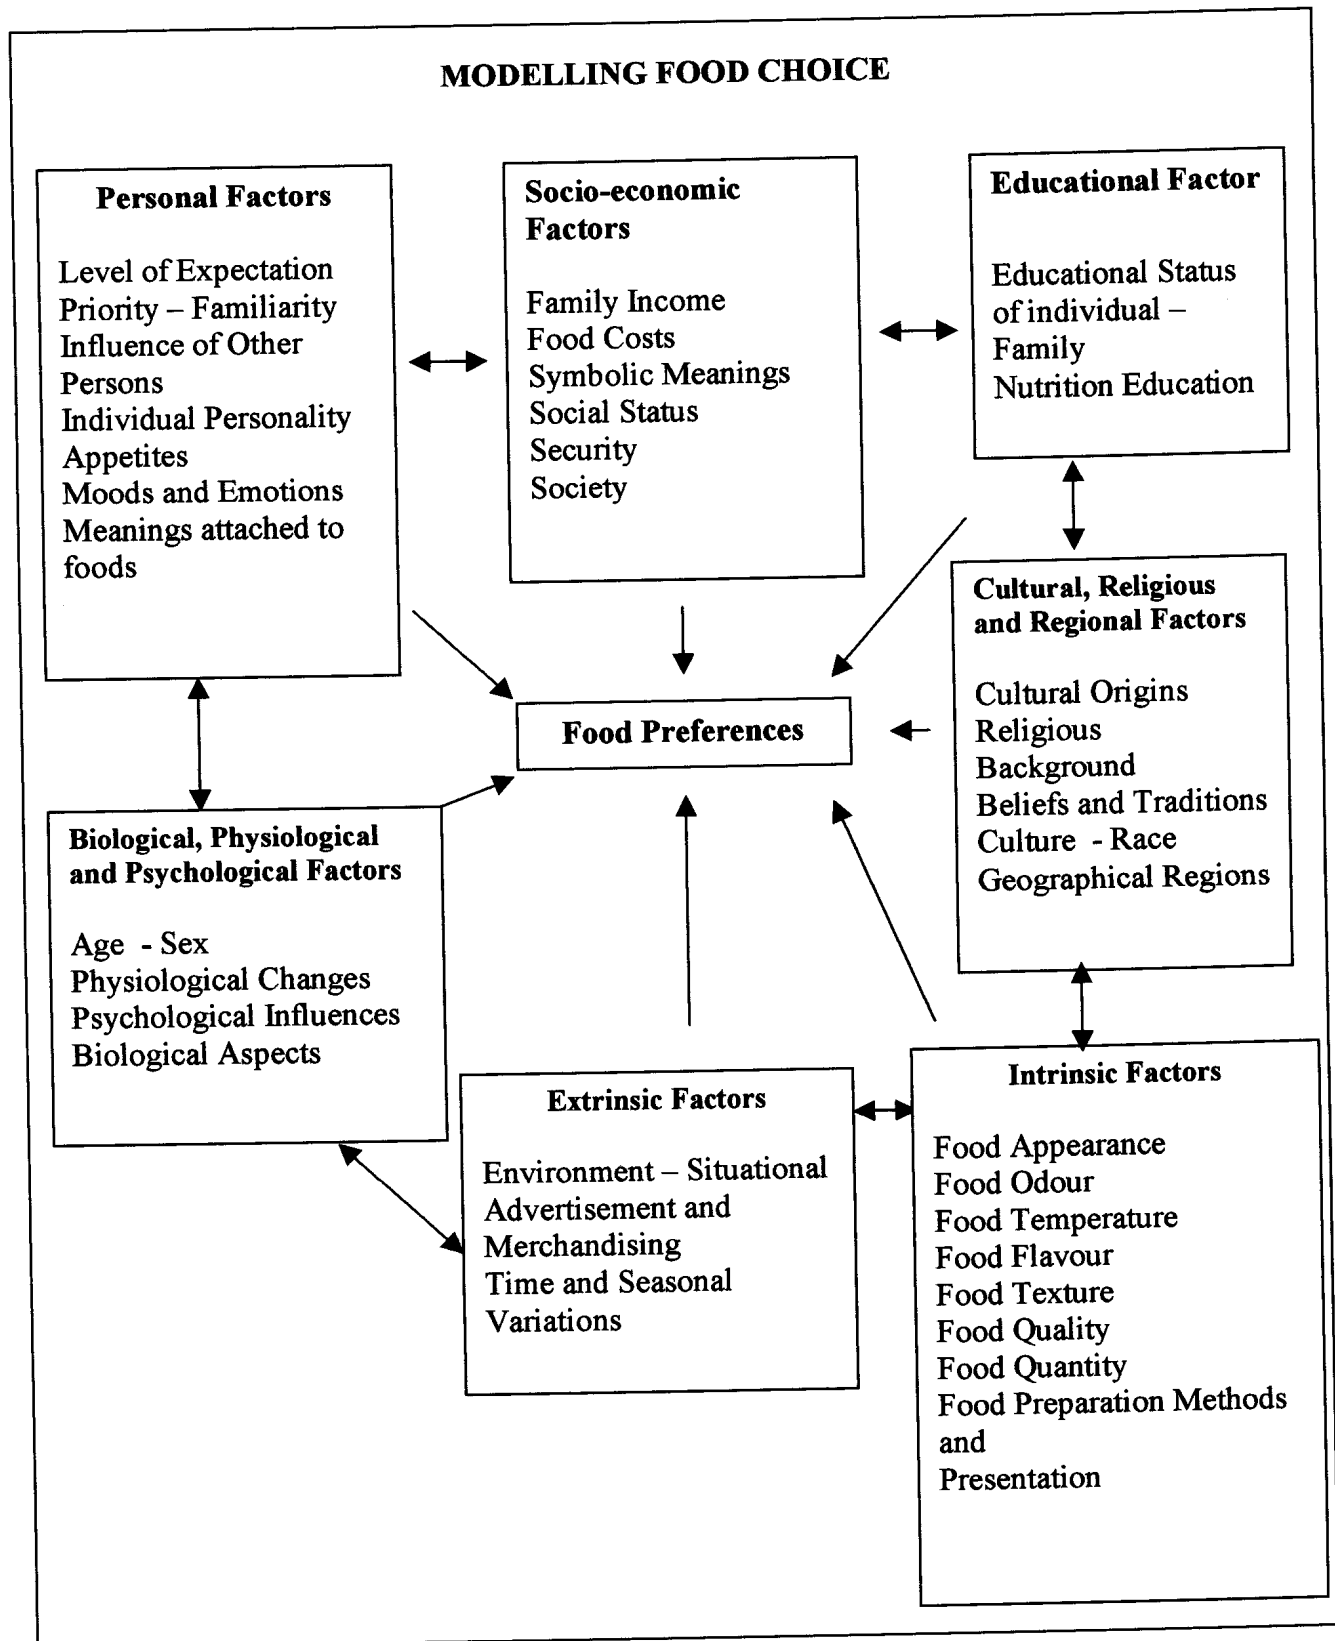 MODELLING FOOD CHOICE
Personal Factors
Level of Expectation
Priority – Familiarity
Influence of Other
Persons
Individual Personality
Appetites
Moods and Emotions
Meanings attached to
foods
Socio-economic
Factors
Family Income
Food Costs
Symbolic Meanings
Social Status
Security
Society
Educational Factor
Educational Status
of individual –
Family
Nutrition Education
Cultural, Religious
and Regional Factors
Cultural Origins
Religious
Background
Beliefs and Traditions
Culture - Race
Geographical Regions
Food Preferences
Biological, Physiological
and Psychological Factors
Age - Sex
Physiological Changes
Psychological Influences
Biological Aspects
Extrinsic Factors
Environment – Situational
Advertisement and
Merchandising
Time and Seasonal
Variations
Intrinsic Factors
Food Appearance
Food Odour
Food Temperature
Food Flavour
Food Texture
Food Quality
Food Quantity
Food Preparation Methods
and
Presentation